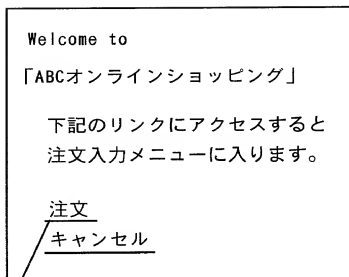 Welcome to
「ABCオンラインショッピング」
下記のリンクにアクセスすると
注文入力メニューに入ります。
注文
キャンセル